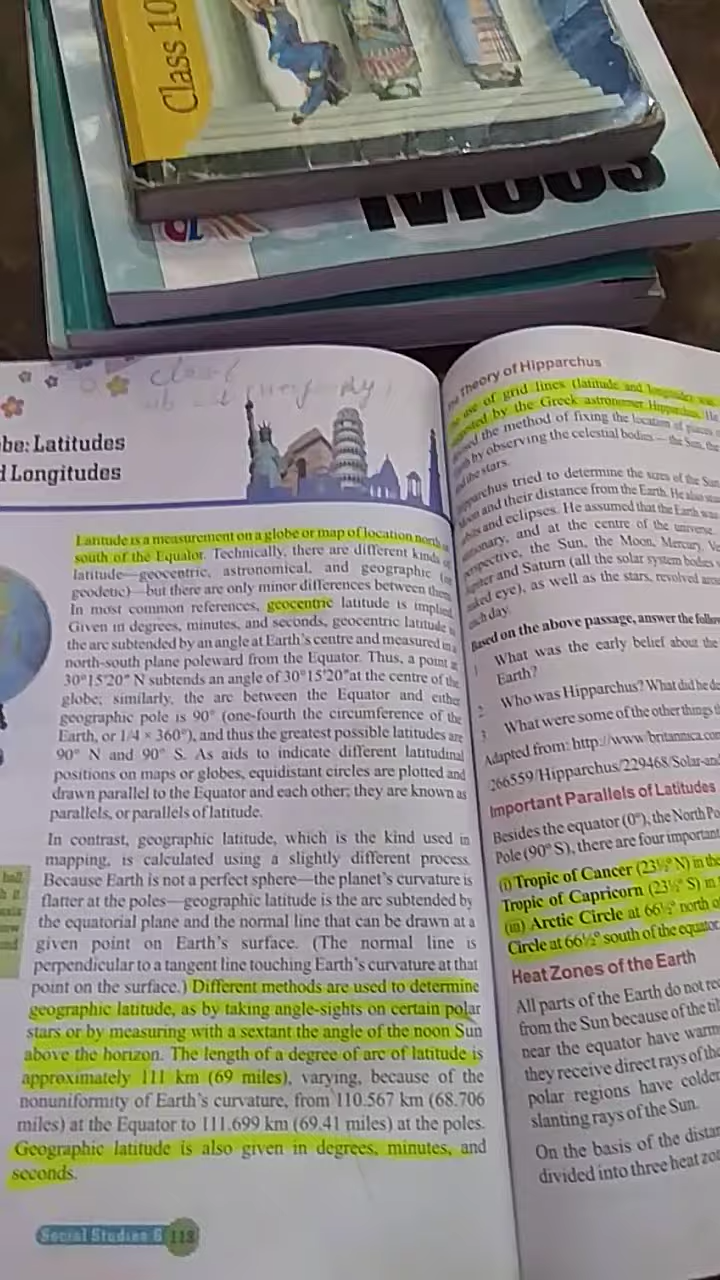 Class 10
be: Latitudes
d Longitudes
Latitude is a measurement on a globe or map of location north
south of the Equator. Technically, there are different kinds
latitude—geocentric, astronomical, and geographic
geodetic)—but there are only minor differences between them
In most common references, geocentric latitude is implied
Given in degrees, minutes, and seconds, geocentric latitude
the arc subtended by an angle at Earth's centre and measured in
north-south plane poleward from the Equator. Thus, a point
30°15'20" N subtends an angle of 30°15'20"at the centre of the
globe; similarly, the arc between the Equator and either
geographic pole is 90° (one-fourth the circumference of the
Earth, or 1/4 × 360°), and thus the greatest possible latitudes are
90° N and 90° S. As aids to indicate different latitudinal
positions on maps or globes, equidistant circles are plotted and
drawn parallel to the Equator and each other; they are known as
parallels, or parallels of latitude.
In contrast, geographic latitude, which is the kind used in
mapping, is calculated using a slightly different process.
Because Earth is not a perfect sphere—the planet's curvature is
flatter at the poles—geographic latitude is the arc subtended by
the equatorial plane and the normal line that can be drawn at a
given point on Earth's surface. (The normal line is
perpendicular to a tangent line touching Earth's curvature at that
point on the surface.) Different methods are used to determine
geographic latitude, as by taking angle-sights on certain polar
stars or by measuring with a sextant the angle of the noon Sun
above the horizon. The length of a degree of arc of latitude is
approximately 111 km (69 miles), varying, because of the
nonuniformity of Earth's curvature, from 110.567 km (68.706
miles) at the Equator to 111.699 km (69.41 miles) at the poles.
Geographic latitude is also given in degrees, minutes, and
seconds.
Social Studies 6 113
Theory of Hipparchus
use of grid lines (latitude and longitude) was
by the Greek astronomer Hipparchus. He
the method of fixing the location of places
by observing the celestial bodies— the Sun, the
the stars.
tried to determine the sizes of the Sun
and their distance from the Earth. He also
and eclipses. He assumed that the Earth was
and at the centre of the universe.
the Sun, the Moon, Mercury,
and Saturn (all the solar system bodies
eye), as well as the stars, revolved
each day.
Based on the above passage, answer the
1 What was the early belief about the
Earth?
2 Who was Hipparchus? What did he
3 What were some of the other things
Adapted from: http://www.britannica.com
266559/Hipparchus/229468/Solar-and
Important Parallels of Latitudes
Besides the equator (0°), the North Po
Pole (90° S), there are four important
(i) Tropic of Cancer (23½° N) in the
Tropic of Capricorn (23½° S) in
(iii) Arctic Circle at 66½° north of
Circle at 66½° south of the equator.
Heat Zones of the Earth
All parts of the Earth do not re
from the Sun because of the
near the equator have warm
they receive direct rays of the
polar regions have colder
slanting rays of the Sun.
On the basis of the distan
divided into three heat zon